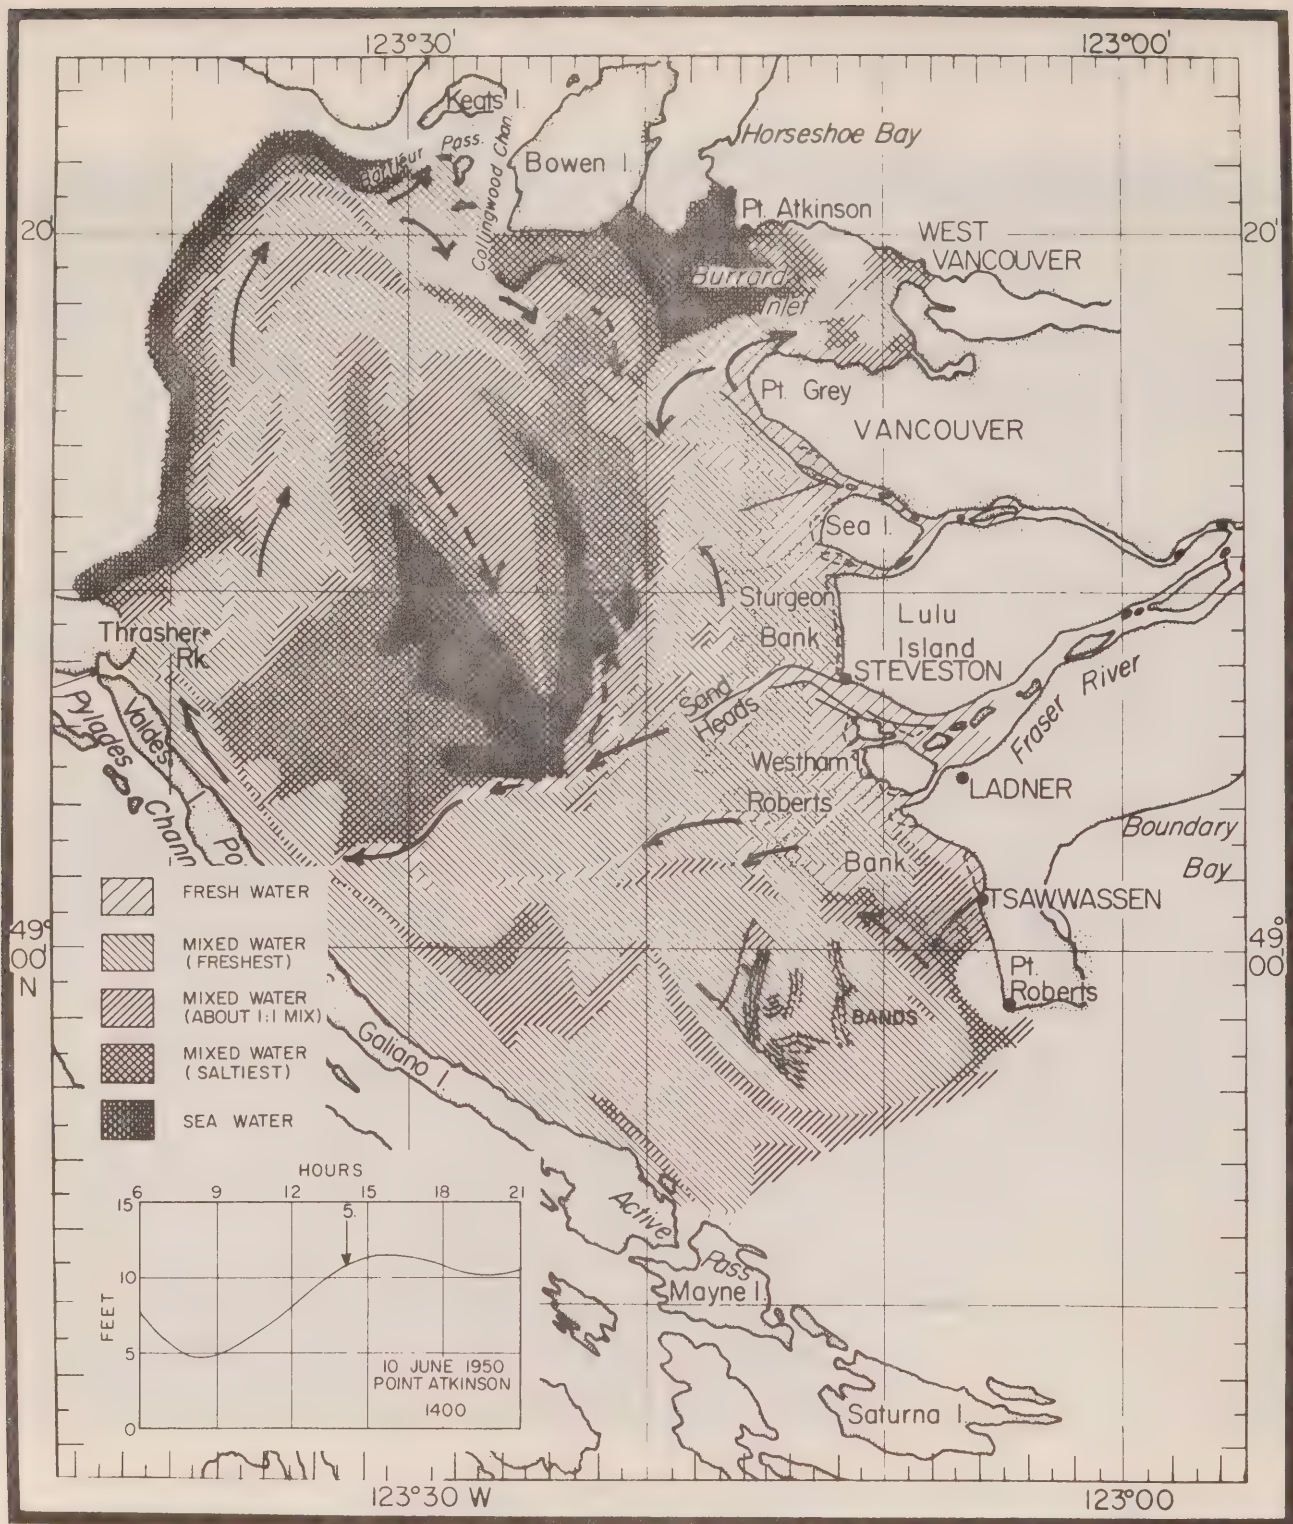 123°30'
123°00'
Keats I.
Barfleur
Pass.
Collingwood Chan.
Bowen I.
Horseshoe Bay
Pt. Atkinson
20'
20'
WEST
VANCOUVER
Burrard
Inlet
Pt. Grey
VANCOUVER
Sea I.
Sturgeon
Bank
Lulu
Island
STEVESTON
Thrasher
Rk.
Sand
Heads
Fraser River
Pylades
Chann
Valdes
Po
Westham I.
LADNER
Roberts
Bank
Boundary
Bay
TSAWWASSEN
49°
00'
N
49°
00'
Pt.
Roberts
BANDS
FRESH WATER
MIXED WATER
(FRESHEST)
MIXED WATER
(ABOUT 1:1 MIX)
MIXED WATER
(SALTIEST)
SEA WATER
Galiano I.
Active
Pass
Mayne I.
Saturna I.
HOURS
6 9 12 15 18 21
5.
15
10
5
0
FEET
10 JUNE 1950
POINT ATKINSON
1400
123°30 W
123°00